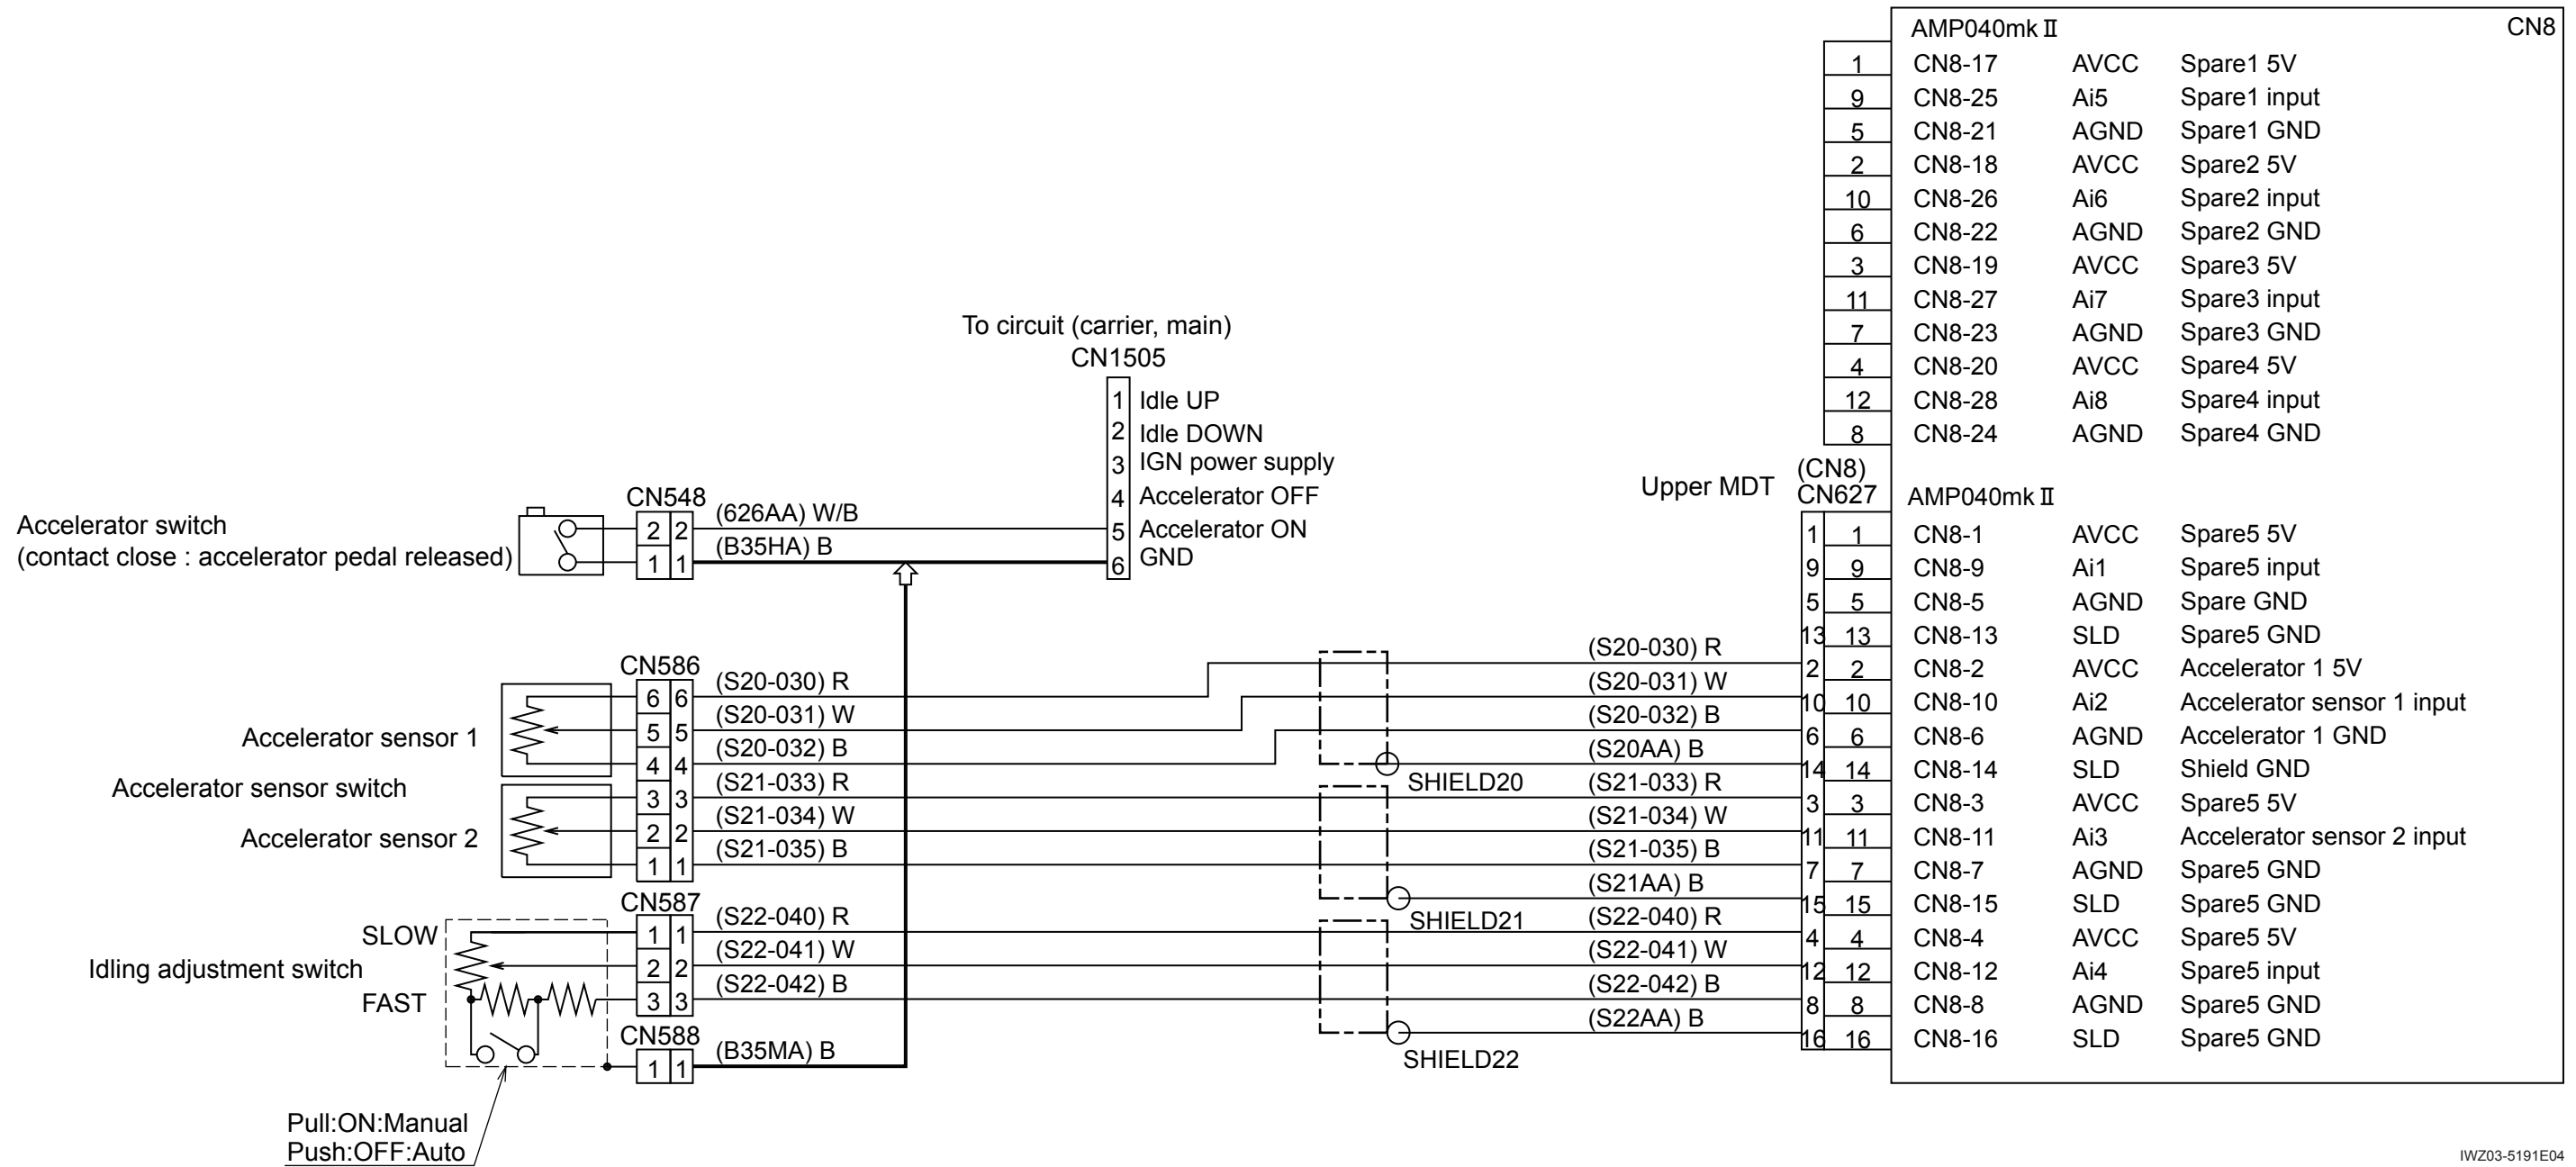 AMP040mkⅡ CN8
1 CN8-17 AVCC Spare1 5V
9 CN8-25 Ai5 Spare1 input
5 CN8-21 AGND Spare1 GND
2 CN8-18 AVCC Spare2 5V
10 CN8-26 Ai6 Spare2 input
6 CN8-22 AGND Spare2 GND
3 CN8-19 AVCC Spare3 5V
11 CN8-27 Ai7 Spare3 input
7 CN8-23 AGND Spare3 GND
4 CN8-20 AVCC Spare4 5V
12 CN8-28 Ai8 Spare4 input
8 CN8-24 AGND Spare4 GND
To circuit (carrier, main)
CN1505
1 Idle UP
2 Idle DOWN
3 IGN power supply
4 Accelerator OFF
5 Accelerator ON
6 GND
Accelerator switch
(contact close : accelerator pedal released)
CN548
2 2 (626AA) W/B
1 1 (B35HA) B
Upper MDT
(CN8)
CN627
AMP040mkⅡ
1 1 CN8-1 AVCC Spare5 5V
9 9 CN8-9 Ai1 Spare5 input
5 5 CN8-5 AGND Spare GND
13 13 CN8-13 SLD Spare5 GND
(S20-030) R 2 2 CN8-2 AVCC Accelerator 1 5V
(S20-031) W 10 10 CN8-10 Ai2 Accelerator sensor 1 input
(S20-032) B 6 6 CN8-6 AGND Accelerator 1 GND
(S20AA) B 14 14 CN8-14 SLD Shield GND
(S21-033) R 3 3 CN8-3 AVCC Spare5 5V
(S21-034) W 11 11 CN8-11 Ai3 Accelerator sensor 2 input
(S21-035) B 7 7 CN8-7 AGND Spare5 GND
(S21AA) B 15 15 CN8-15 SLD Spare5 GND
(S22-040) R 4 4 CN8-4 AVCC Spare5 5V
(S22-041) W 12 12 CN8-12 Ai4 Spare5 input
(S22-042) B 8 8 CN8-8 AGND Spare5 GND
(S22AA) B 16 16 CN8-16 SLD Spare5 GND
CN586
6 6 (S20-030) R
5 5 (S20-031) W
4 4 (S20-032) B
3 3 (S21-033) R
2 2 (S21-034) W
1 1 (S21-035) B
Accelerator sensor 1
Accelerator sensor switch
Accelerator sensor 2
SHIELD20
SHIELD21
SHIELD22
CN587
1 1 (S22-040) R
2 2 (S22-041) W
3 3 (S22-042) B
SLOW
Idling adjustment switch
FAST
CN588
1 1 (B35MA) B
Pull:ON:Manual
Push:OFF:Auto
IWZ03-5191E04